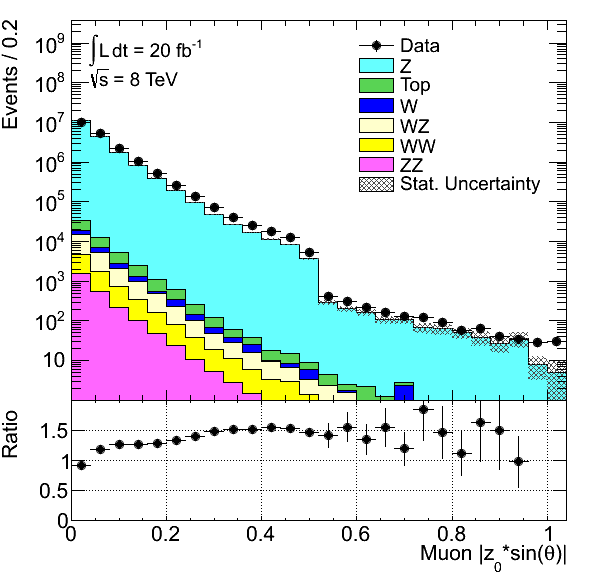 Events / 0.2
10⁹
10⁸
10⁷
10⁶
10⁵
10⁴
10³
10²
10
∫L dt = 20 fb⁻¹
√s = 8 TeV
Data
Z
Top
W
WZ
WW
ZZ
Stat. Uncertainty
Ratio
1.5
1
0.5
0
0 0.2 0.4 0.6 0.8 1
Muon |z₀*sin(θ)|